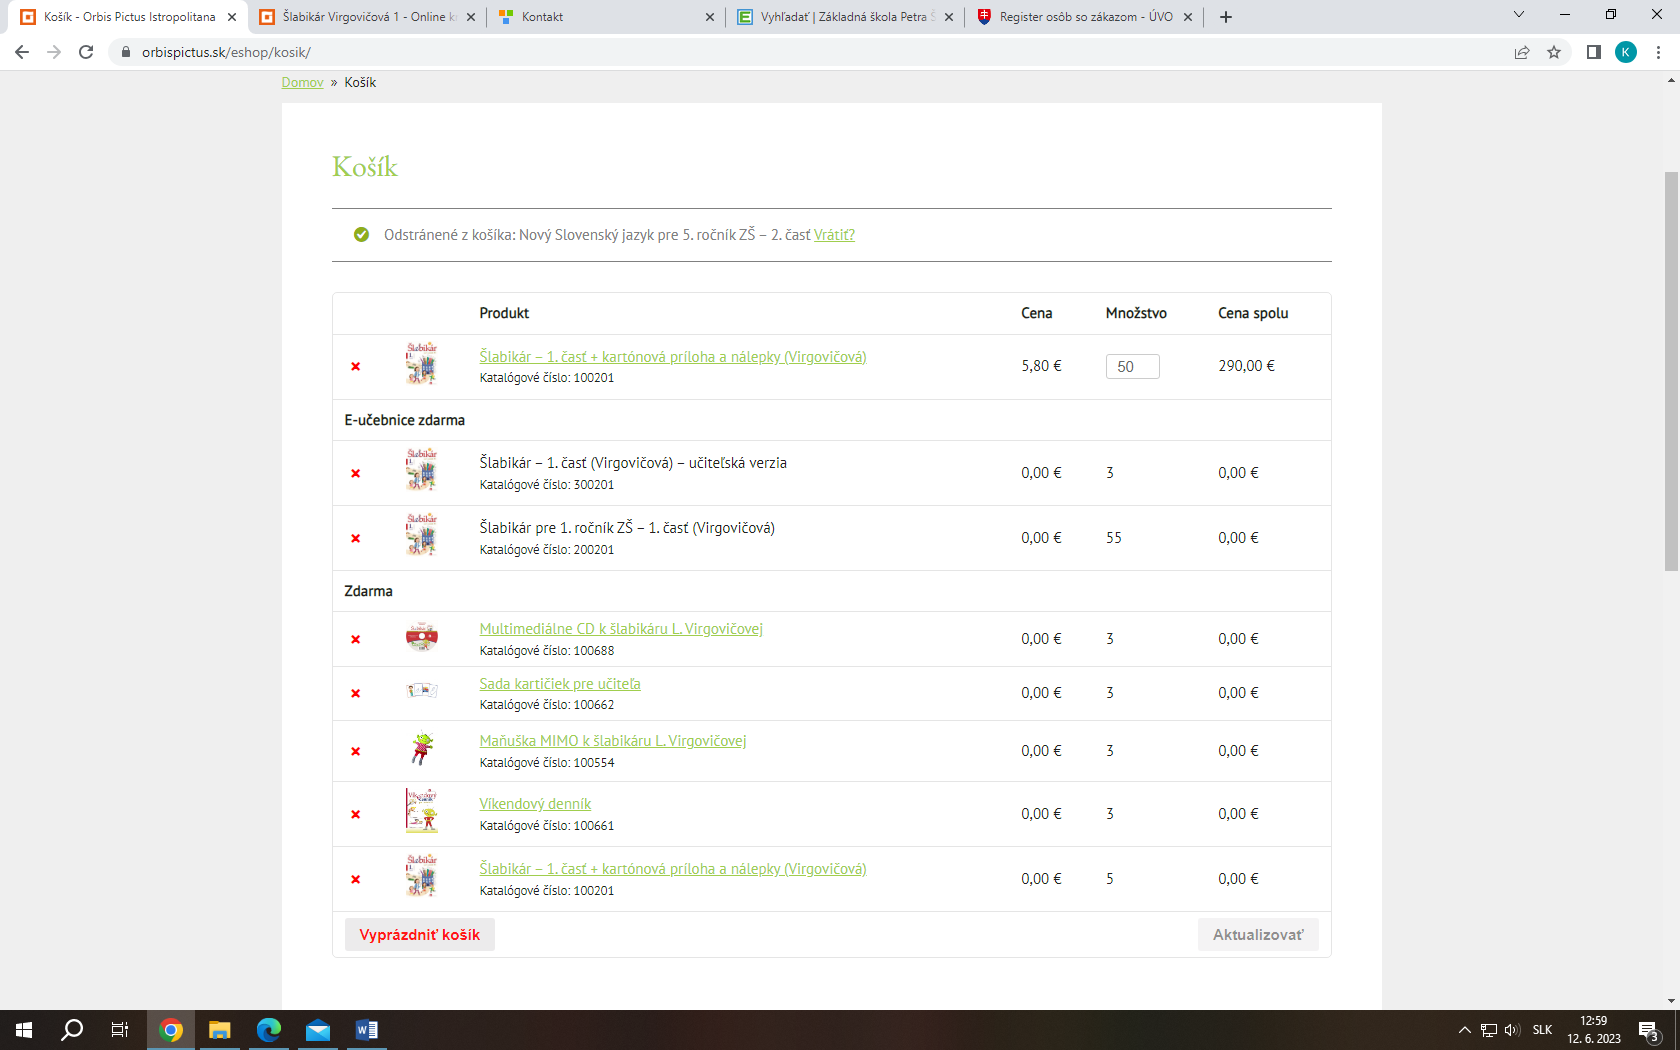 Košík - Orbis Pictus Istropolitana
Šlabikár Virgovičová 1 - Online k
Kontakt
Vyhľadať | Základná škola Petra Š
Register osôb so zákazom - ÚVO
orbispictus.sk/eshop/kosik/
K
Domov » Košík
Košík
Odstránené z košíka: Nový Slovenský jazyk pre 5. ročník ZŠ – 2. časť Vrátiť?
Produkt Cena Množstvo Cena spolu
Šlabikár – 1. časť + kartónová príloha a nálepky (Virgovičová)
Katalógové číslo: 100201
5,80 € 50 290,00 €
E-učebnice zdarma
Šlabikár – 1. časť (Virgovičová) – učiteľská verzia
Katalógové číslo: 300201
0,00 € 3 0,00 €
Šlabikár pre 1. ročník ZŠ – 1. časť (Virgovičová)
Katalógové číslo: 200201
0,00 € 55 0,00 €
Zdarma
Multimediálne CD k šlabikáru L. Virgovičovej
Katalógové číslo: 100688
0,00 € 3 0,00 €
Sada kartičiek pre učiteľa
Katalógové číslo: 100662
0,00 € 3 0,00 €
Maňuška MIMO k šlabikáru L. Virgovičovej
Katalógové číslo: 100554
0,00 € 3 0,00 €
Víkendový denník
Katalógové číslo: 100661
0,00 € 3 0,00 €
Šlabikár – 1. časť + kartónová príloha a nálepky (Virgovičová)
Katalógové číslo: 100201
0,00 € 5 0,00 €
Vyprázdniť košík Aktualizovať
SLK
12:59
12. 6. 2023
3